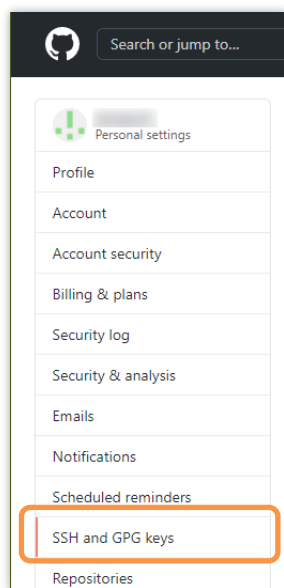 Search or jump to...
Personal settings
Profile
Account
Account security
Billing & plans
Security log
Security & analysis
Emails
Notifications
Scheduled reminders
SSH and GPG keys
Repositories